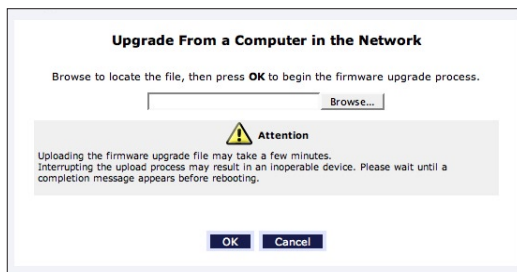 Upgrade From a Computer in the Network
Browse to locate the file, then press OK to begin the firmware upgrade process.
Browse...
Attention
Uploading the firmware upgrade file may take a few minutes.
Interrupting the upload process may result in an inoperable device. Please wait until a
completion message appears before rebooting.
OK Cancel